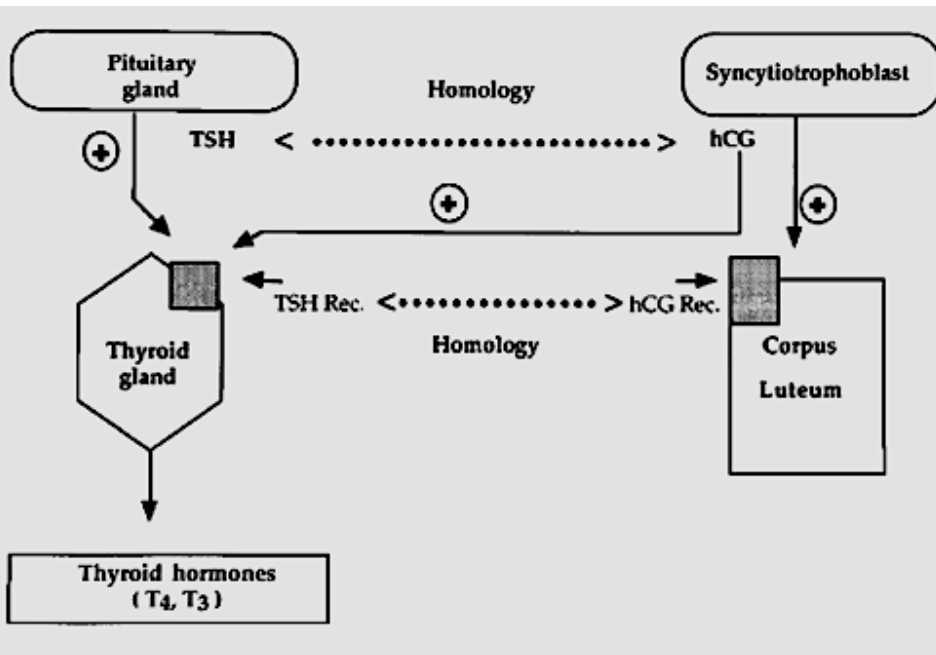 Pituitary
gland
Syncytiotrophoblast
Homology
TSH
<
>
hCG
+
+
+
TSH Rec.
<
>
hCG Rec.
Homology
Thyroid
gland
Corpus
Luteum
Thyroid hormones
( T4, T3 )